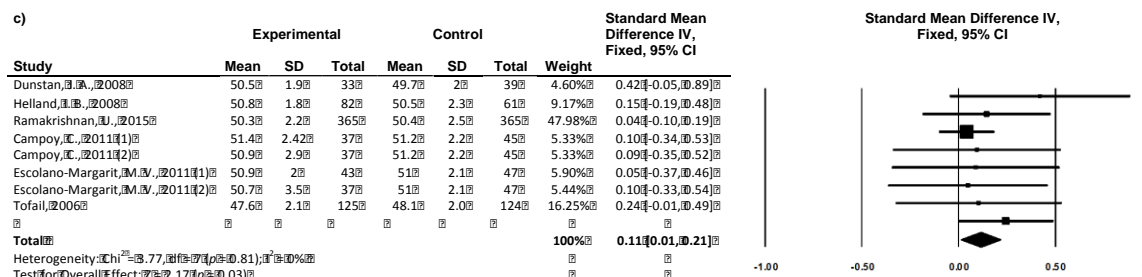 c)
Experimental Control Standard Mean Difference IV, Fixed, 95% CI Standard Mean Difference IV, Fixed, 95% CI
Study Mean SD Total Mean SD Total Weight
Dunstan, J. A., 2008 50.5 1.9 33 49.7 2 39 4.60% 0.42 [-0.05, 0.89]
Helland, I. B., 2008 50.8 1.8 82 50.5 2.3 61 9.17% 0.15 [-0.19, 0.48]
Ramakrishnan, U., 2015 50.3 2.2 365 50.4 2.5 365 47.98% 0.04 [-0.10, 0.19]
Campoy, C., 2011 (1) 51.4 2.42 37 51.2 2.2 45 5.33% 0.10 [-0.34, 0.53]
Campoy, C., 2011 (2) 50.9 2.9 37 51.2 2.2 45 5.33% 0.09 [-0.35, 0.52]
Escolano-Margarit, M. V., 2011 (1) 50.9 2 43 51 2.1 47 5.90% 0.05 [-0.37, 0.46]
Escolano-Margarit, M. V., 2011 (2) 50.7 3.5 37 51 2.1 47 5.44% 0.10 [-0.33, 0.54]
Tofail, 2006 47.6 2.1 125 48.1 2.0 124 16.25% 0.24 [-0.01, 0.49]
Total 100% 0.11 [0.01, 0.21]
Heterogeneity: Chi² = 3.77, df = 7 (p = 0.81); I² = 0%
Test for Overall Effect: Z = 2.17 (p = 0.03)
-1.00 -0.50 0.00 0.50